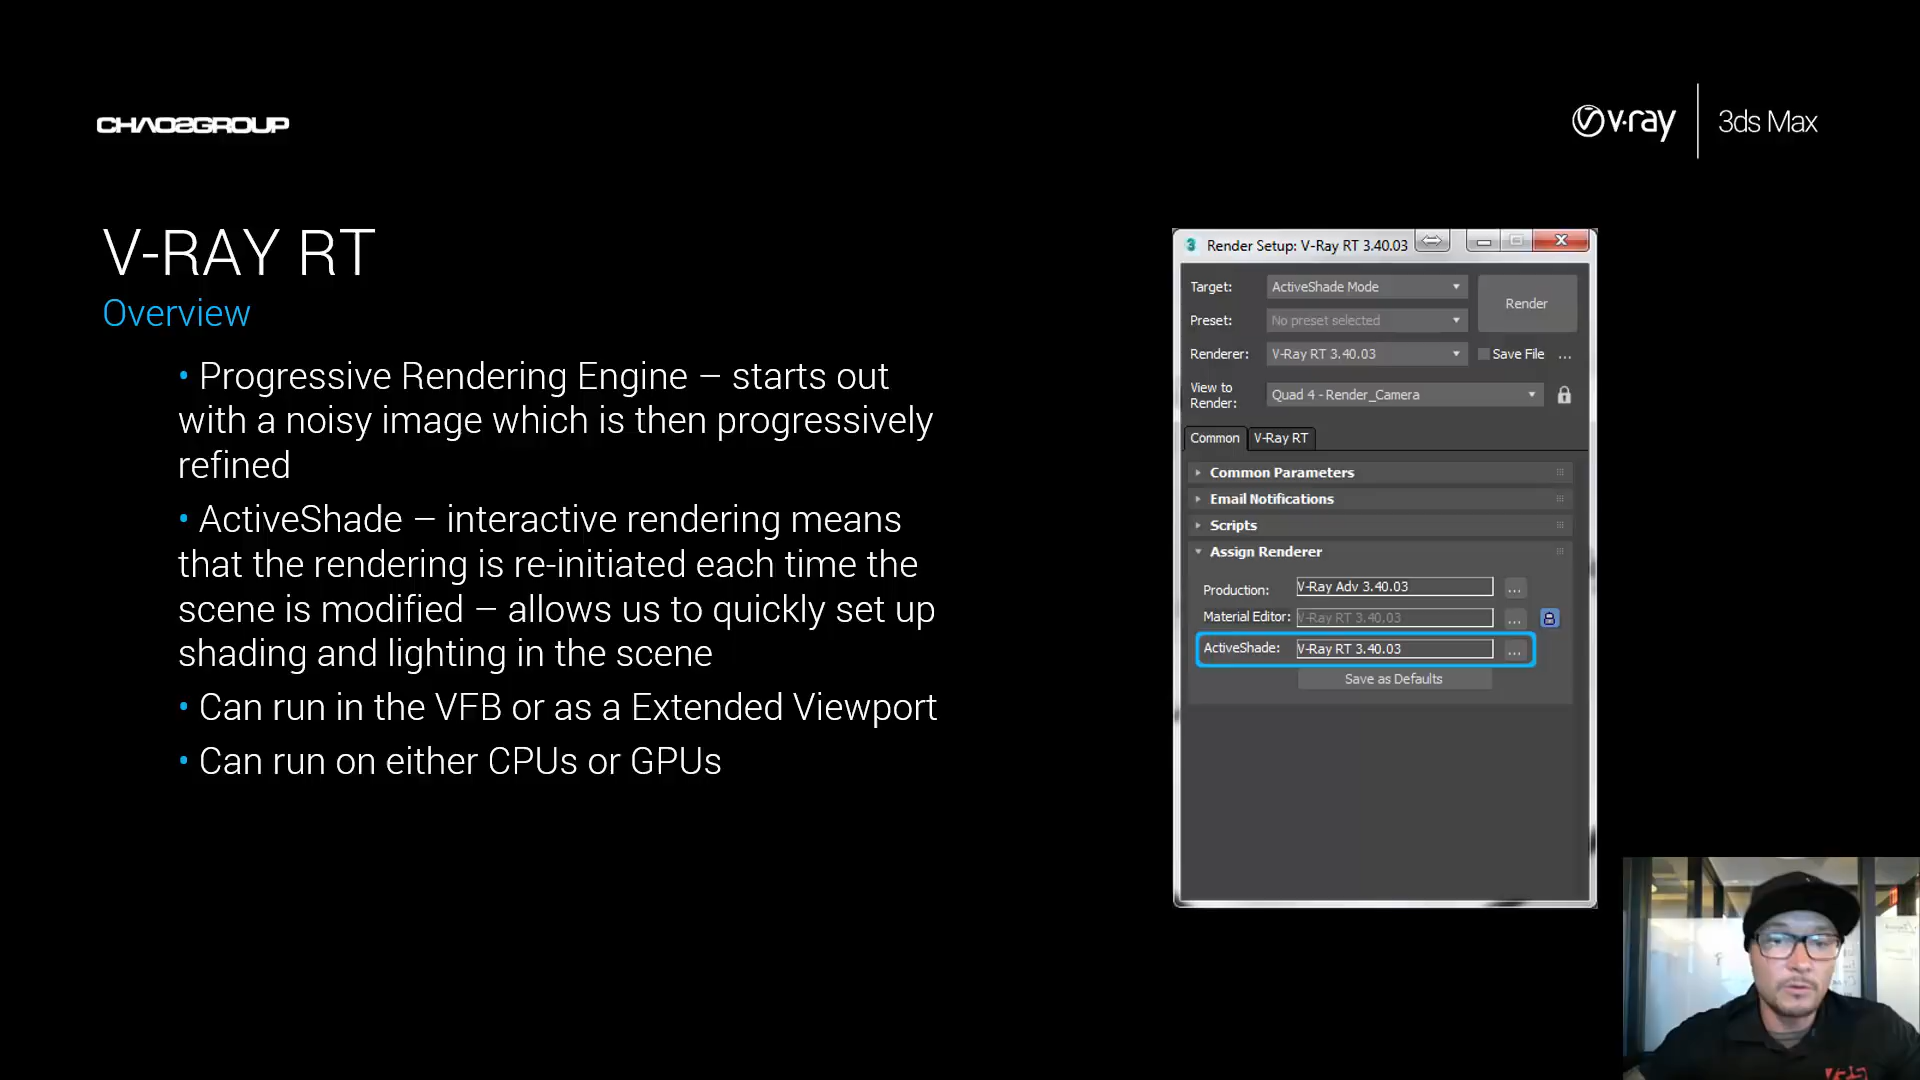 CHAOSGROUP
v·ray
3ds Max
V-RAY RT
Overview
• Progressive Rendering Engine – starts out
with a noisy image which is then progressively
refined
• ActiveShade – interactive rendering means
that the rendering is re-initiated each time the
scene is modified – allows us to quickly set up
shading and lighting in the scene
• Can run in the VFB or as a Extended Viewport
• Can run on either CPUs or GPUs
3 Render Setup: V-Ray RT 3.40.03
Target: ActiveShade Mode
Render
Preset: No preset selected
Renderer: V-Ray RT 3.40.03
Save File ...
View to
Render:
Quad 4 - Render_Camera
Common
V-Ray RT
Common Parameters
Email Notifications
Scripts
Assign Renderer
Production: V-Ray Adv 3.40.03 ...
Material Editor: V-Ray RT 3.40.03 ...
ActiveShade: V-Ray RT 3.40.03 ...
Save as Defaults